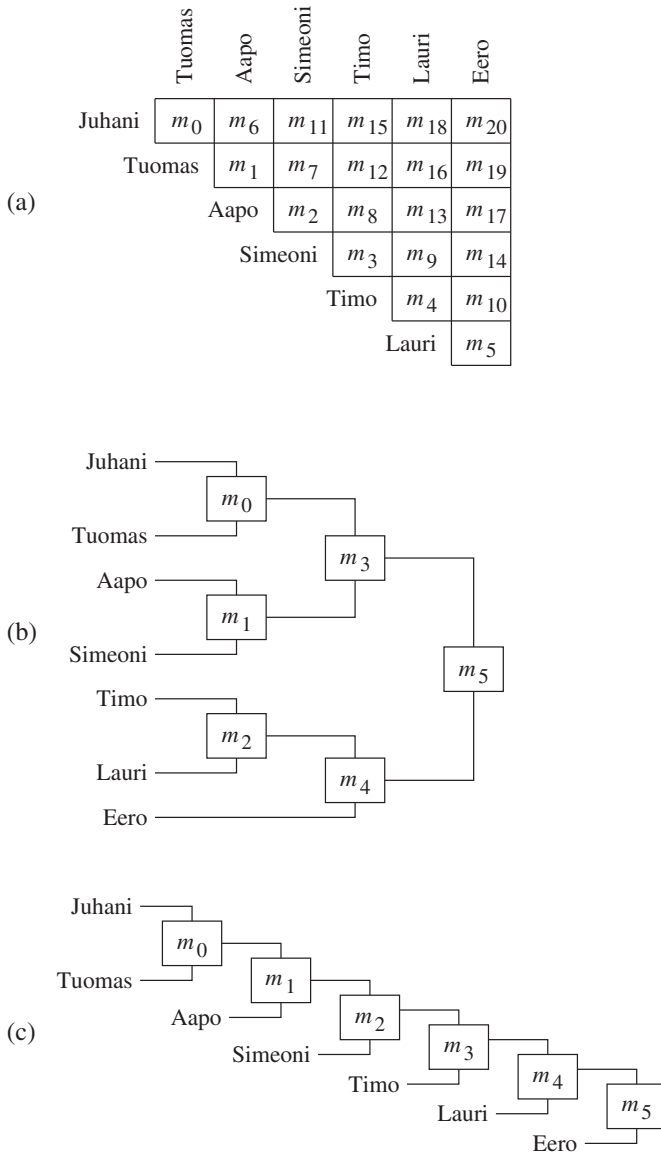 Tuomas Aapo Simeoni Timo Lauri Eero
Juhani m0 m6 m11 m15 m18 m20
Tuomas m1 m7 m12 m16 m19
(a)
Aapo m2 m8 m13 m17
Simeoni m3 m9 m14
Timo m4 m10
Lauri m5
Juhani
m0
Tuomas
m3
Aapo
m1
(b)
Simeoni
m5
Timo
m2
Lauri
m4
Eero
Juhani
m0
Tuomas
m1
Aapo
m2
(c)
Simeoni
m3
Timo
m4
Lauri
m5
Eero